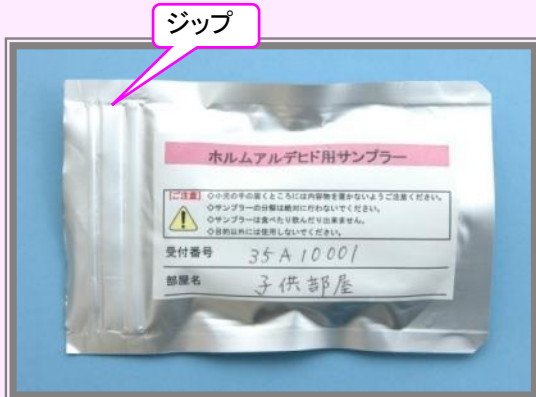 ジップ
ホルムアルデヒド用サンプラー
【ご注意】 ◇小児の手の届くところには内容物を置かないようご注意ください。
◇サンプラーの分解は絶対に行わないでください。
◇サンプラーは食べたり飲んだり出来ません。
◇目的以外には使用しないでください。
受付番号 35A10001
部屋名 子供部屋